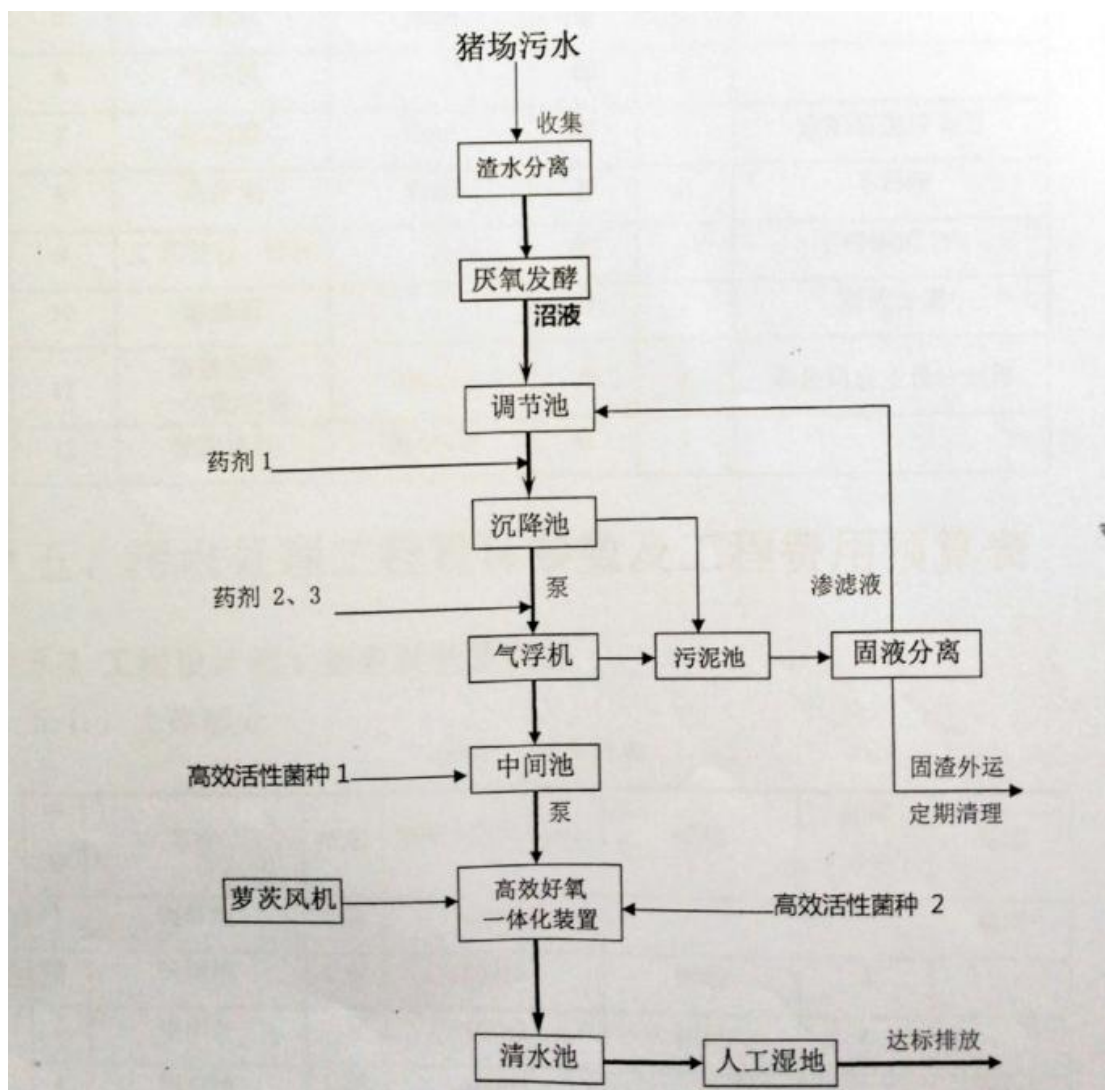 猪场污水
收集
渣水分离
厌氧发酵
沼液
调节池
药剂1
沉降池
泵
药剂 2、3
渗滤液
气浮机
污泥池
固液分离
高效活性菌种 1
中间池
固渣外运
泵
定期清理
萝茨风机
高效好氧
一体化装置
高效活性菌种 2
清水池
人工湿地
达标排放